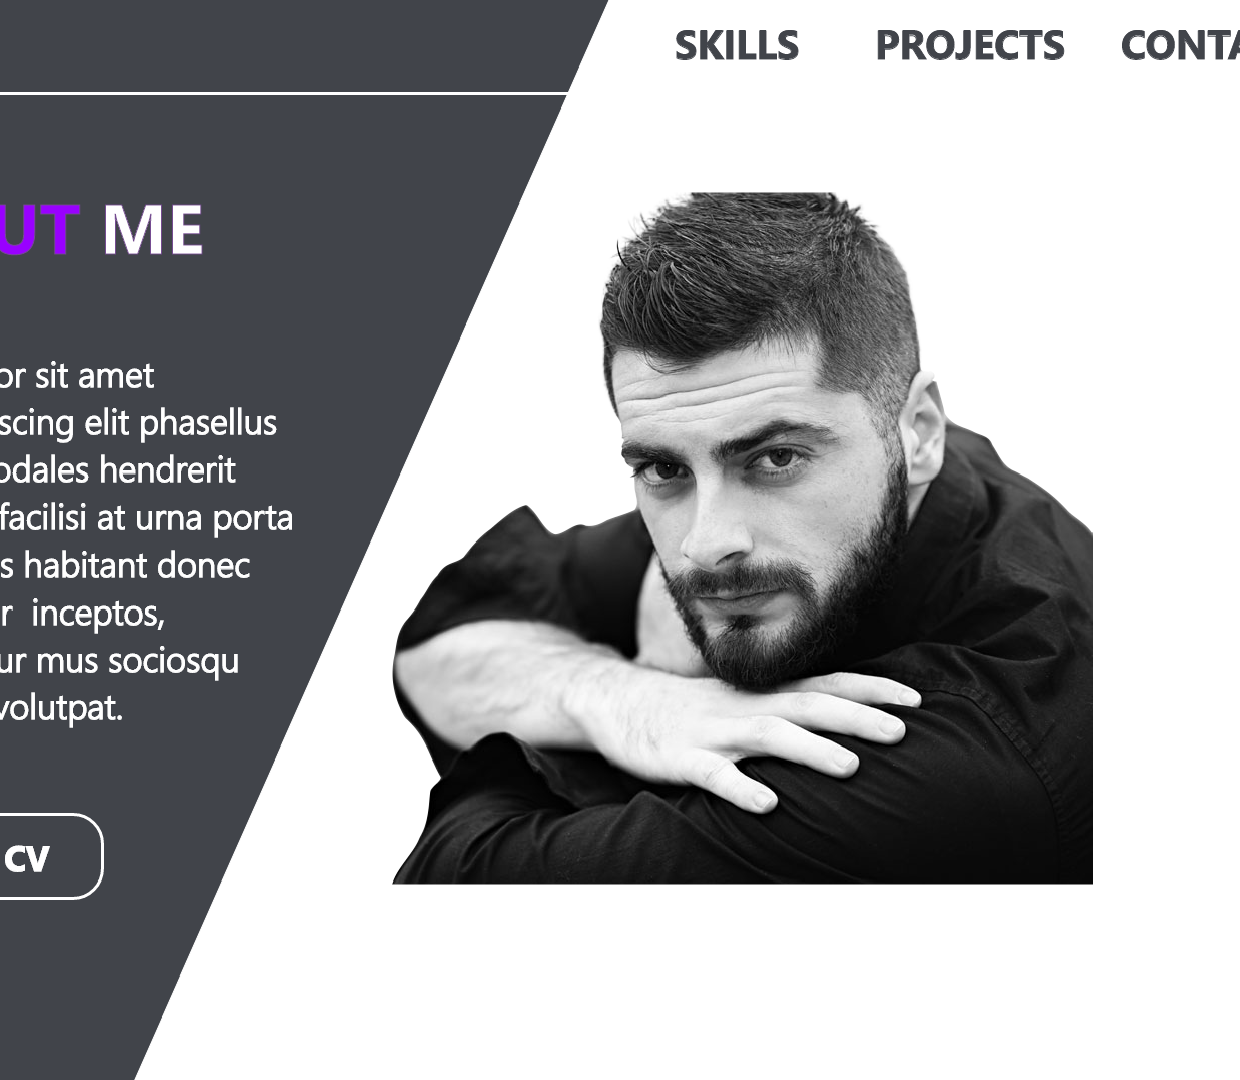 SKILLS PROJECTS CONTA
UT ME
or sit amet
scing elit phasellus
odales hendrerit
facilisi at urna porta
s habitant donec
r inceptos,
ur mus sociosqu
volutpat.
CV